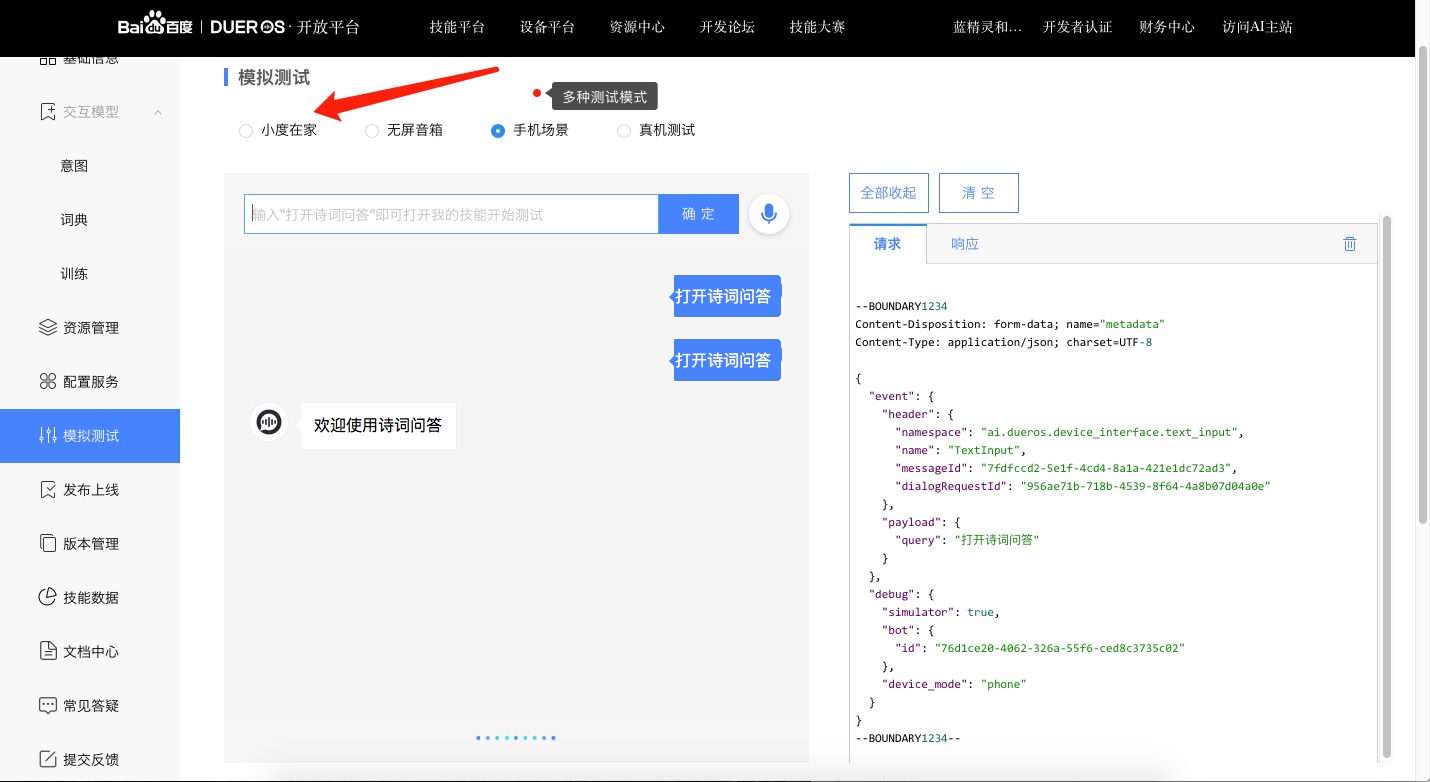 Bai du 百度 DUEROS · 开放平台
技能平台 设备平台 资源中心 开发论坛 技能大赛 蓝精灵和... 开发者认证 财务中心 访问AI主站
基础信息
交互模型
意图
词典
训练
资源管理
配置服务
模拟测试
发布上线
版本管理
技能数据
文档中心
常见答疑
提交反馈
模拟测试
多种测试模式
小度在家 无屏音箱 手机场景 真机测试
输入“打开诗词问答”即可打开我的技能开始测试 确 定
打开诗词问答
打开诗词问答
欢迎使用诗词问答
全部收起 清 空
请求 响应
--BOUNDARY1234
Content-Disposition: form-data; name="metadata"
Content-Type: application/json; charset=UTF-8
{
"event": {
"header": {
"namespace": "ai.dueros.device_interface.text_input",
"name": "TextInput",
"messageId": "7fdfccd2-5e1f-4cd4-8a1a-421e1dc72ad3",
"dialogRequestId": "956ae71b-718b-4539-8f64-4a8b07d04a0e"
},
"payload": {
"query": "打开诗词问答"
}
},
"debug": {
"simulator": true,
"bot": {
"id": "76d1ce20-4062-326a-55f6-ced8c3735c02"
},
"device_mode": "phone"
}
}
--BOUNDARY1234--